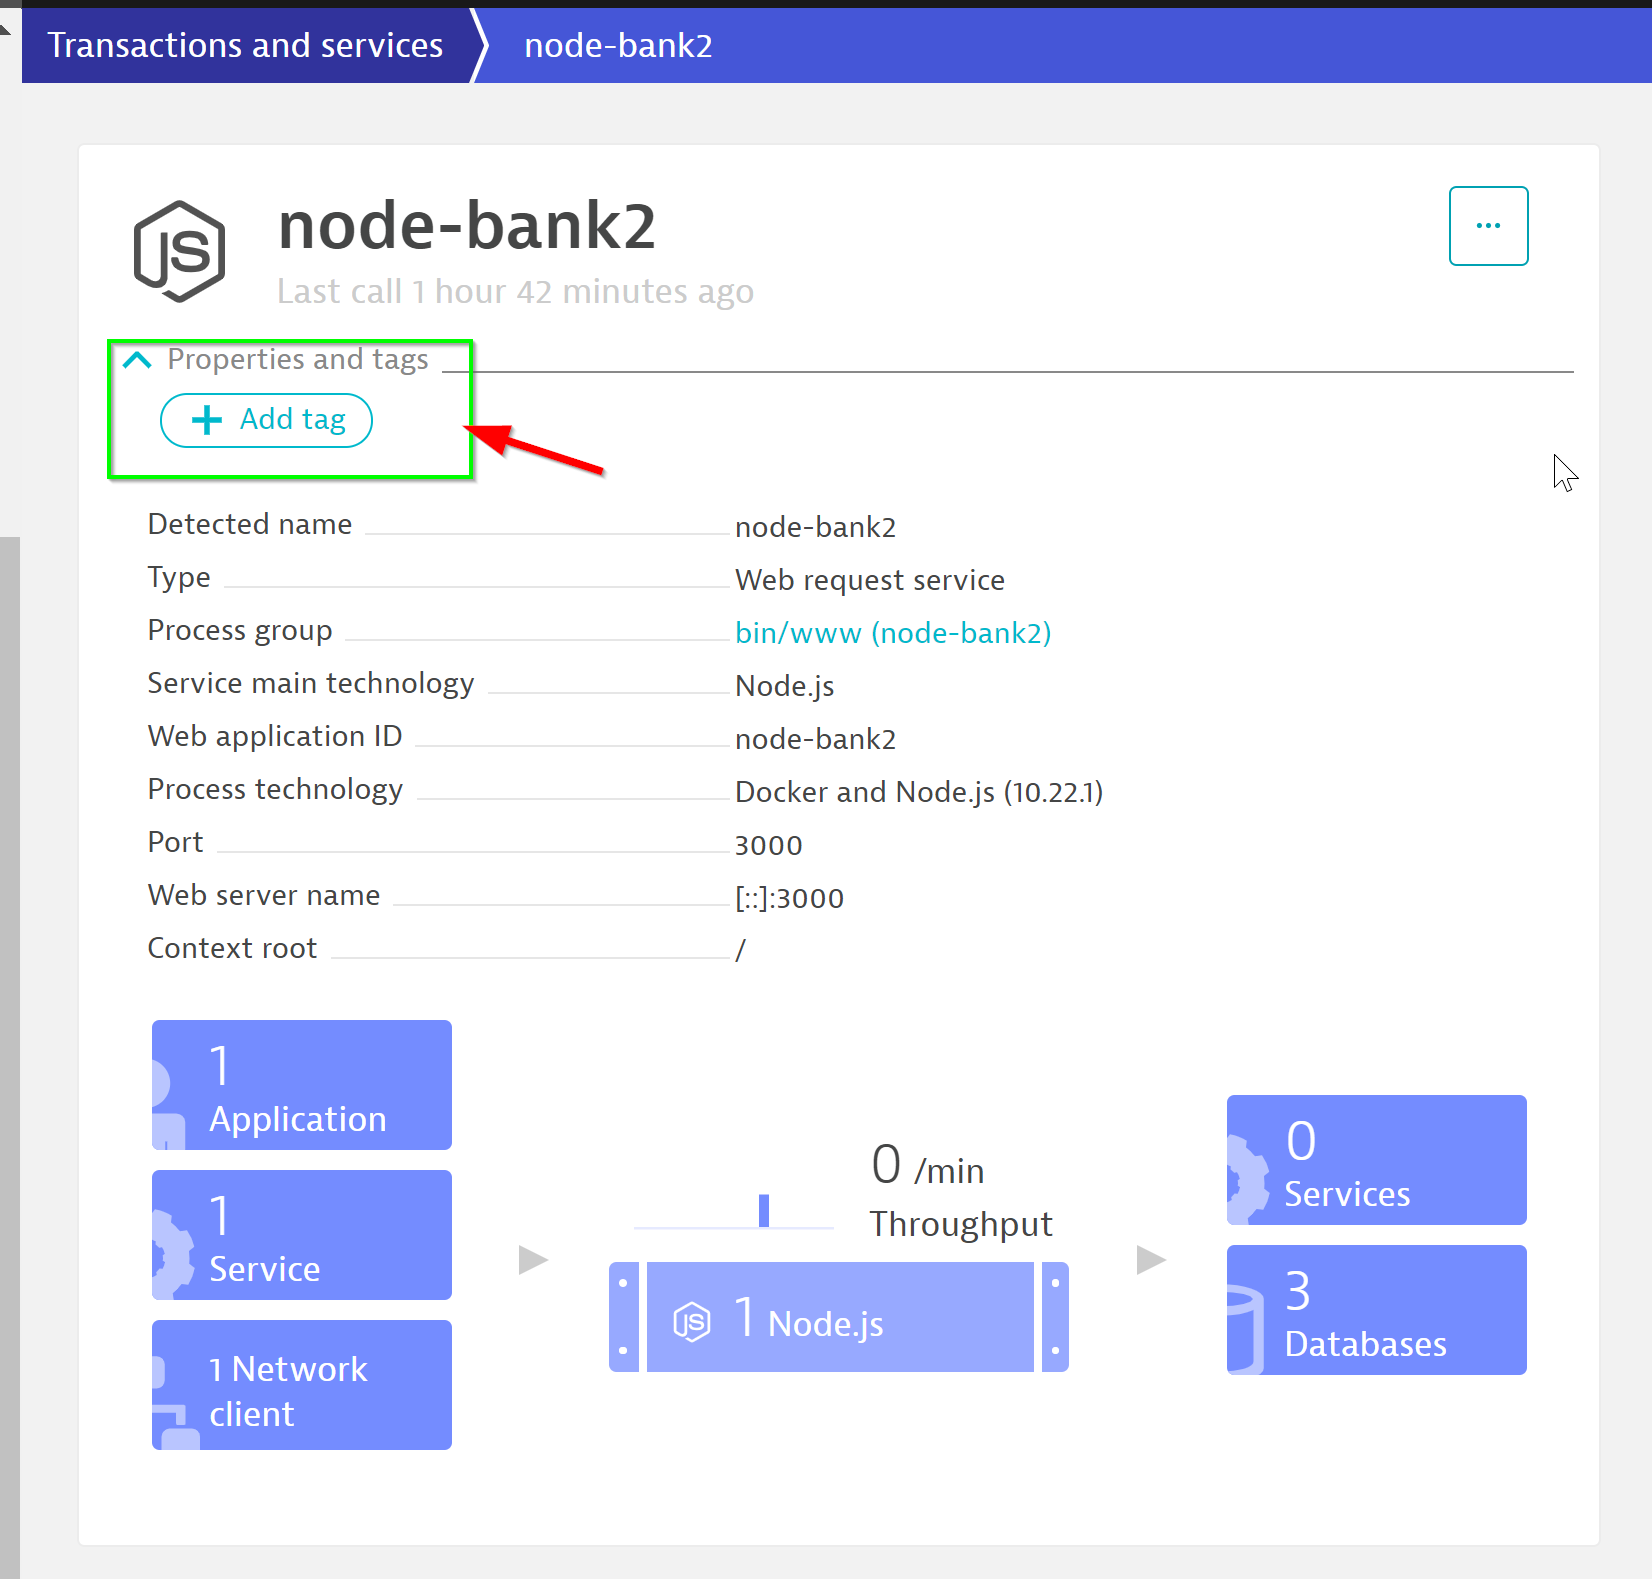 Transactions and services
node-bank2
JS
node-bank2
...
Last call 1 hour 42 minutes ago
Properties and tags
+ Add tag
Detected name node-bank2
Type Web request service
Process group bin/www (node-bank2)
Service main technology Node.js
Web application ID node-bank2
Process technology Docker and Node.js (10.22.1)
Port 3000
Web server name [::]:3000
Context root /
1
Application
1
Service
1 Network
client
0 /min
Throughput
JS 1 Node.js
0
Services
3
Databases